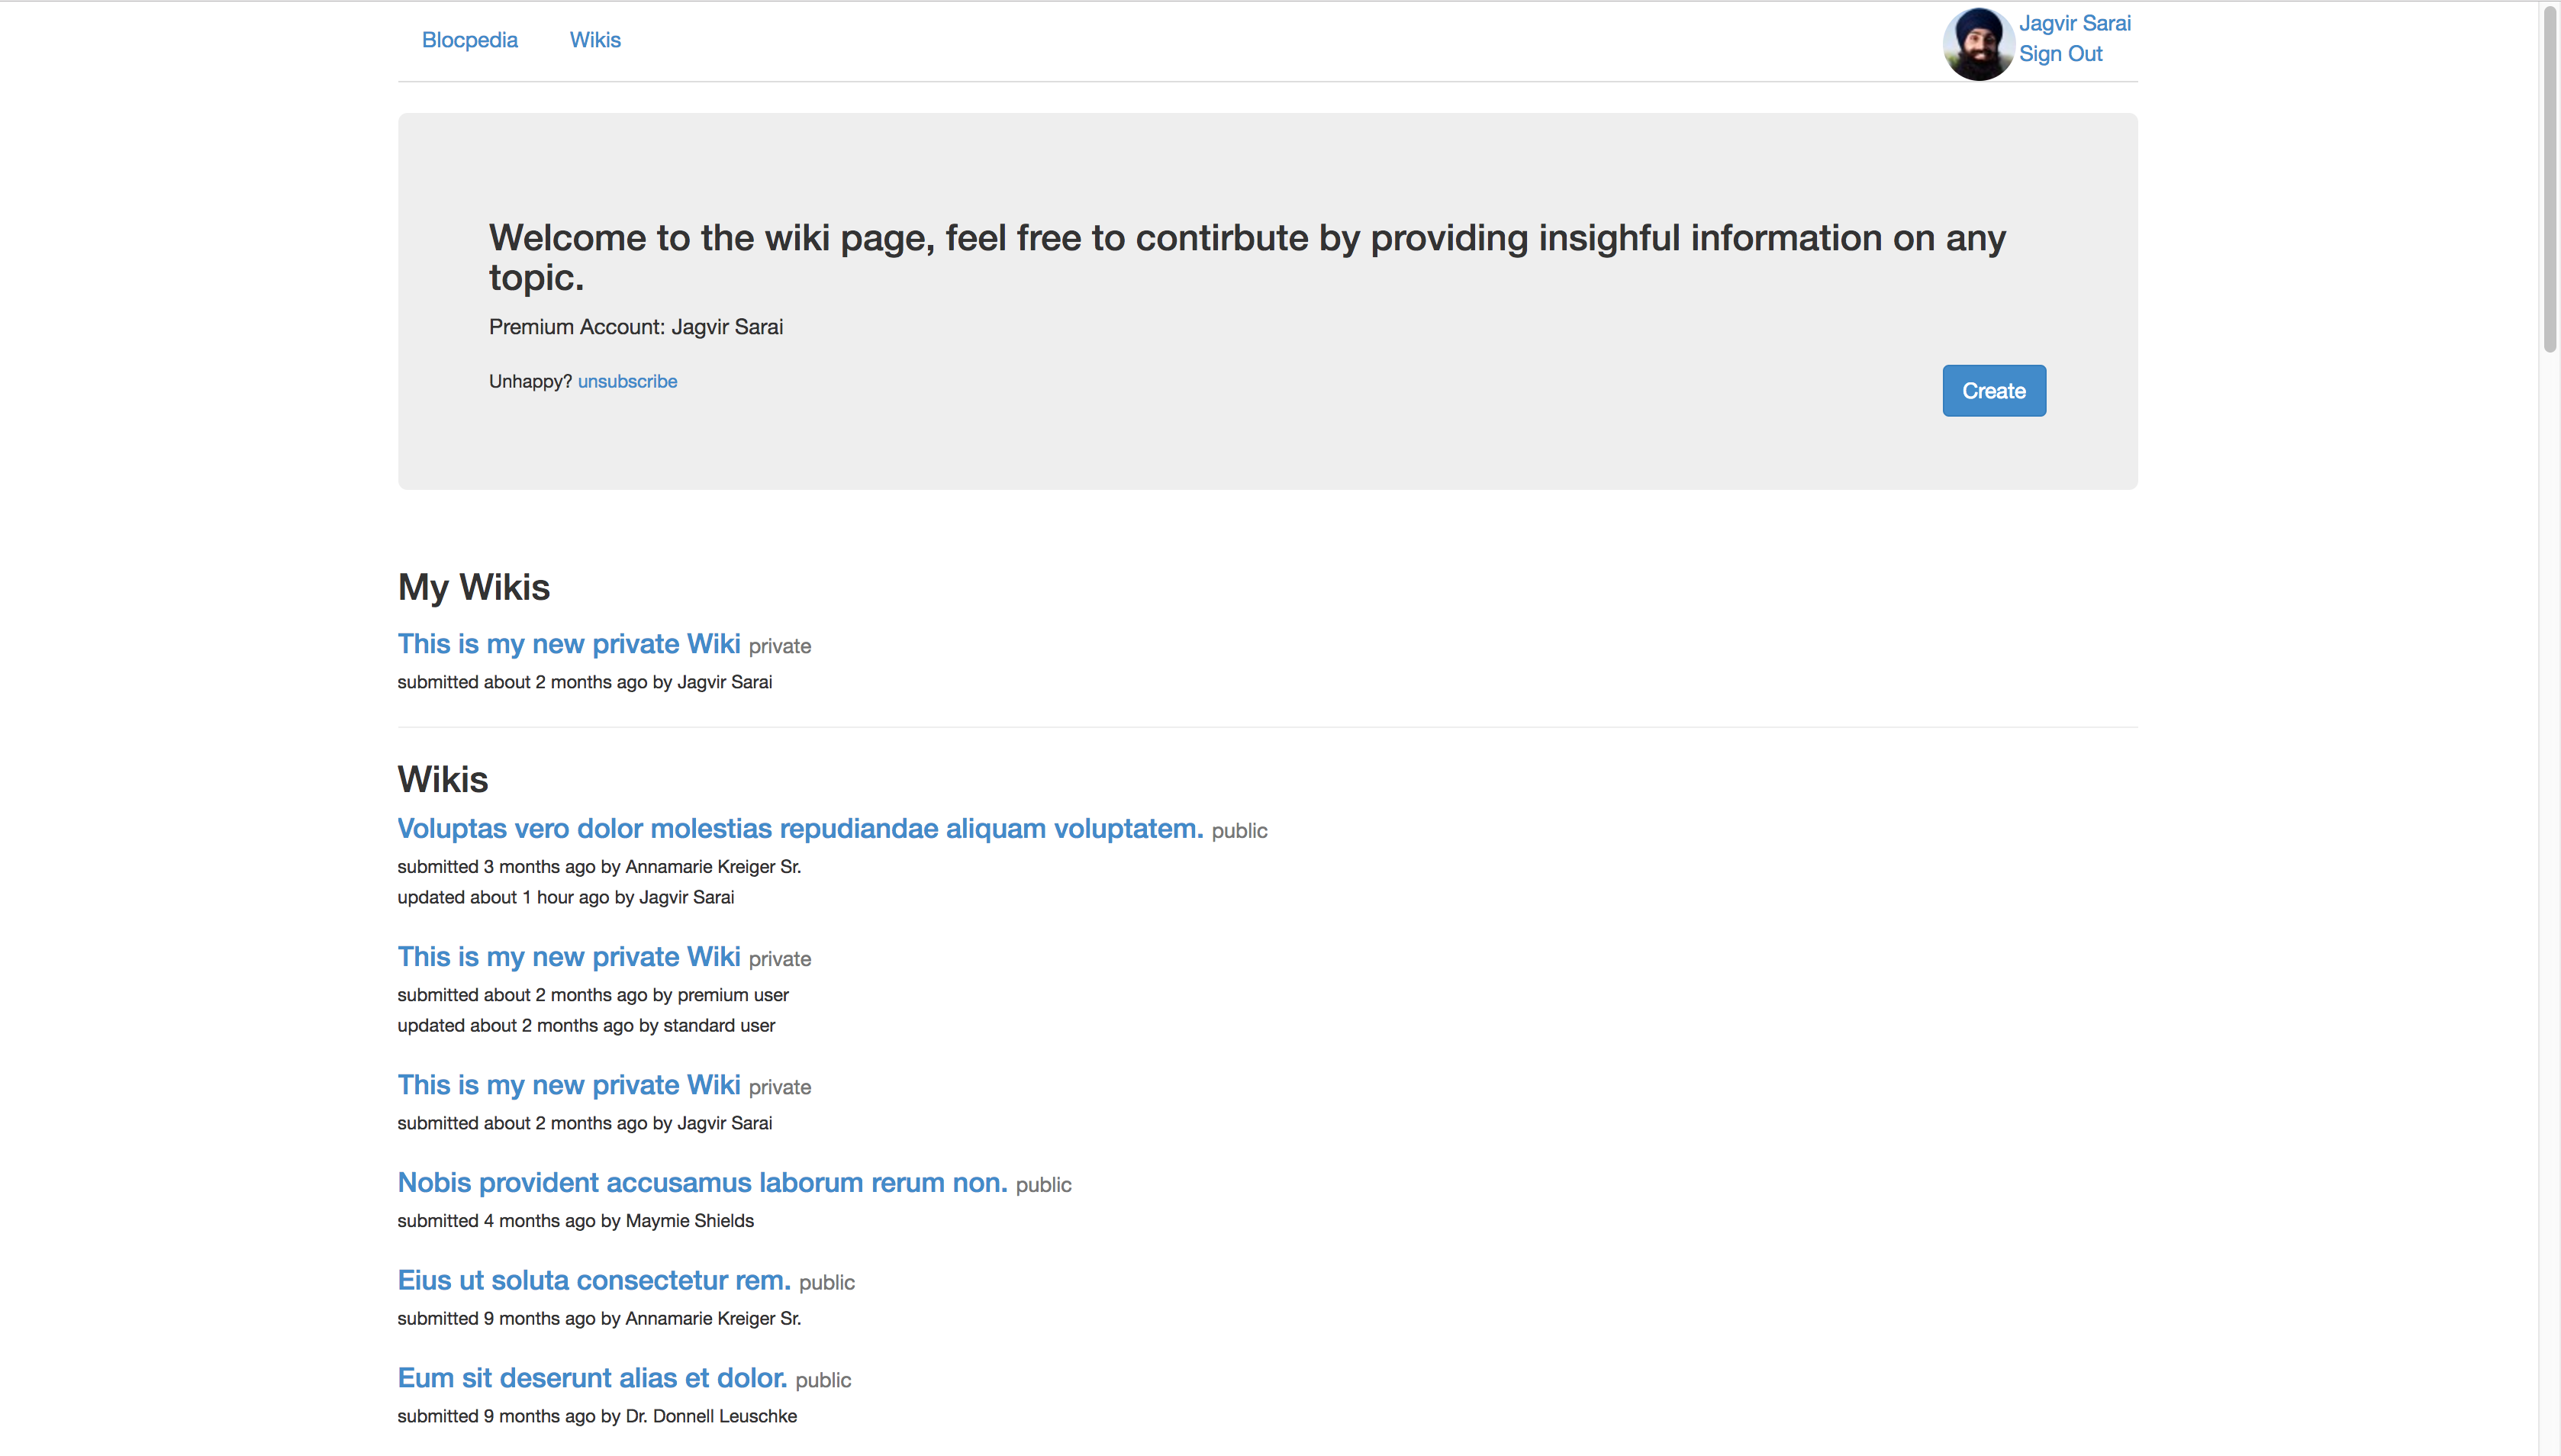 Blocpedia Wikis
Jagvir Sarai
Sign Out
Welcome to the wiki page, feel free to contirbute by providing insighful information on any
topic.
Premium Account: Jagvir Sarai
Unhappy? unsubscribe
Create
My Wikis
This is my new private Wiki private
submitted about 2 months ago by Jagvir Sarai
Wikis
Voluptas vero dolor molestias repudiandae aliquam voluptatem. public
submitted 3 months ago by Annamarie Kreiger Sr.
updated about 1 hour ago by Jagvir Sarai
This is my new private Wiki private
submitted about 2 months ago by premium user
updated about 2 months ago by standard user
This is my new private Wiki private
submitted about 2 months ago by Jagvir Sarai
Nobis provident accusamus laborum rerum non. public
submitted 4 months ago by Maymie Shields
Eius ut soluta consectetur rem. public
submitted 9 months ago by Annamarie Kreiger Sr.
Eum sit deserunt alias et dolor. public
submitted 9 months ago by Dr. Donnell Leuschke